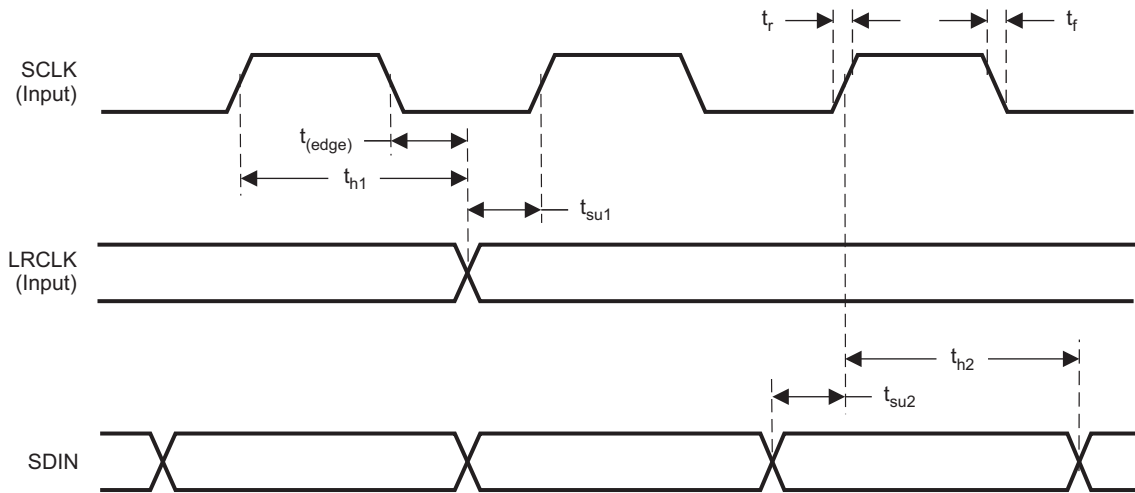 t_r
t_f
SCLK
(Input)
t_(edge)
t_h1
t_su1
LRCLK
(Input)
t_h2
t_su2
SDIN